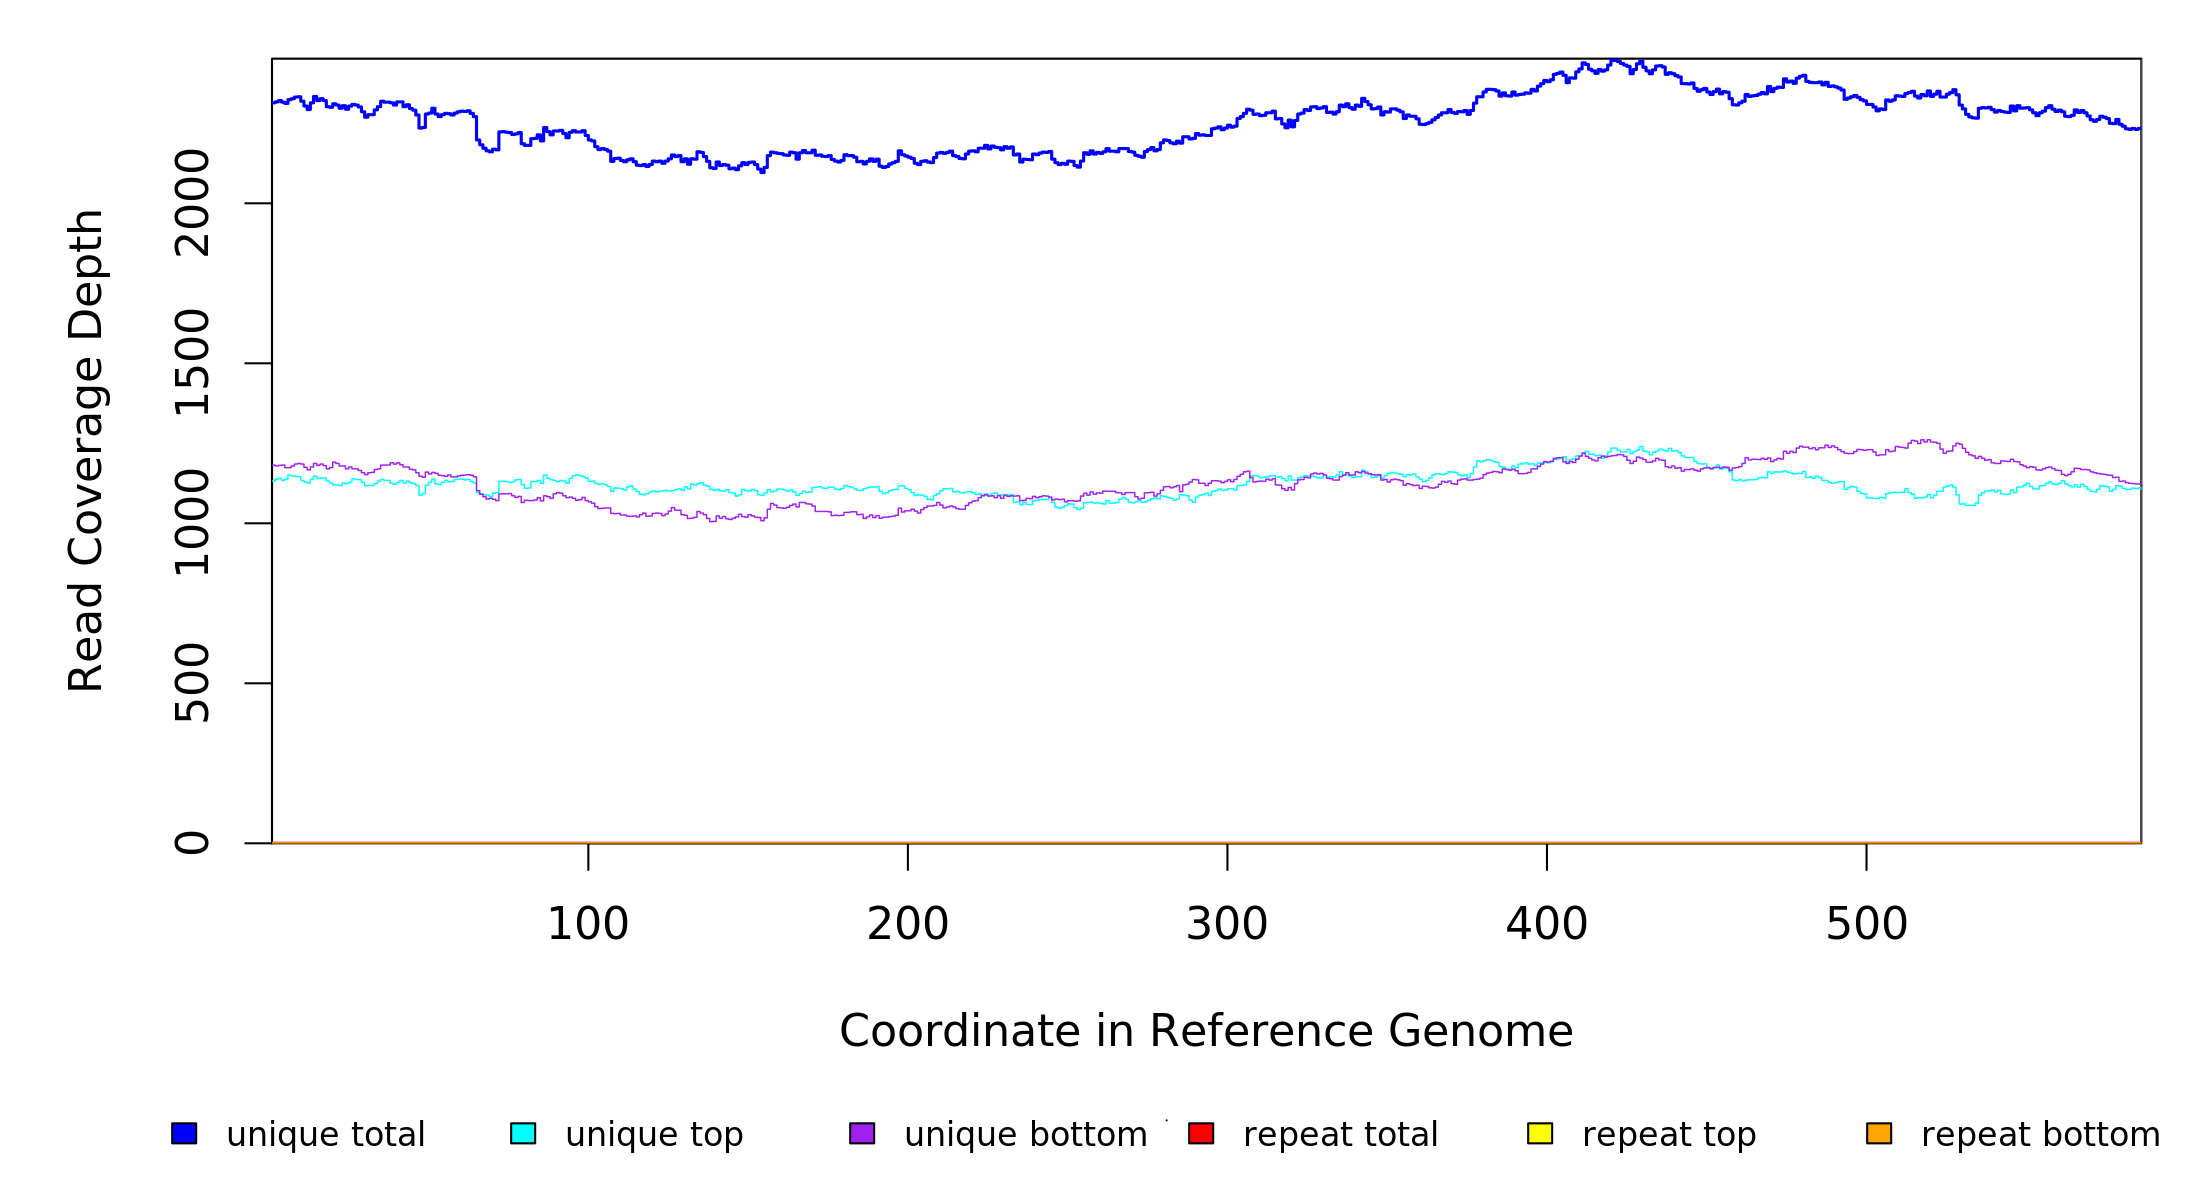 Read Coverage Depth
2000
1500
1000
500
0
100 200 300 400 500
Coordinate in Reference Genome
unique total unique top unique bottom repeat total repeat top repeat bottom